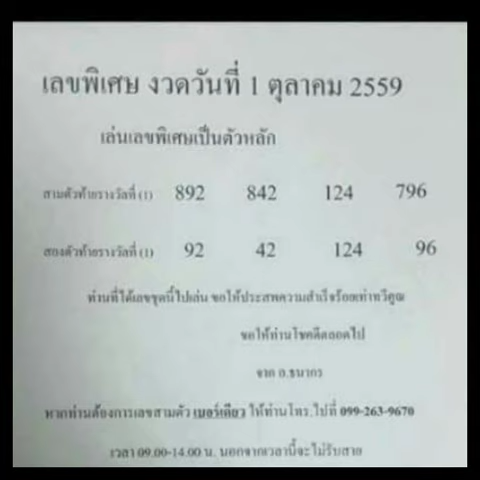 เลขพิเศษ งวดวันที่ 1 ตุลาคม 2559
เล่นเลขพิเศษเป็นตัวหลัก
สามตัวท้ายรางวัลที่ (1) 892 842 124 796
สองตัวท้ายรางวัลที่ (1) 92 42 124 96
ท่านที่ได้เลขชุดนี้ไปเล่น ขอให้ประสพความสำเร็จร้อยเท่าทวีคูณ
ขอให้ท่านโชคดีตลอดไป
จาก อ.ธนากร
หากท่านต้องการเลขสามตัว เบอร์เดียว ให้ท่านโทร.ไปที่ 099-263-9670
เวลา 09.00-14.00 น. นอกจากเวลานี้จะไม่รับสาย